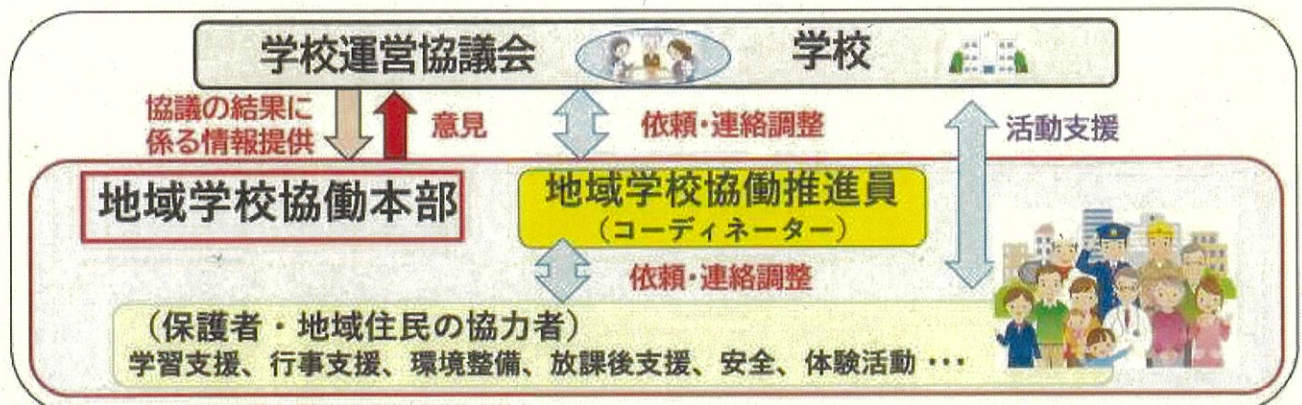 学校運営協議会
学校
協議の結果に
係る情報提供
意見
依頼・連絡調整
活動支援
地域学校協働本部
地域学校協働推進員
（コーディネーター）
依頼・連絡調整
（保護者・地域住民の協力者）
学習支援、行事支援、環境整備、放課後支援、安全、体験活動・・・